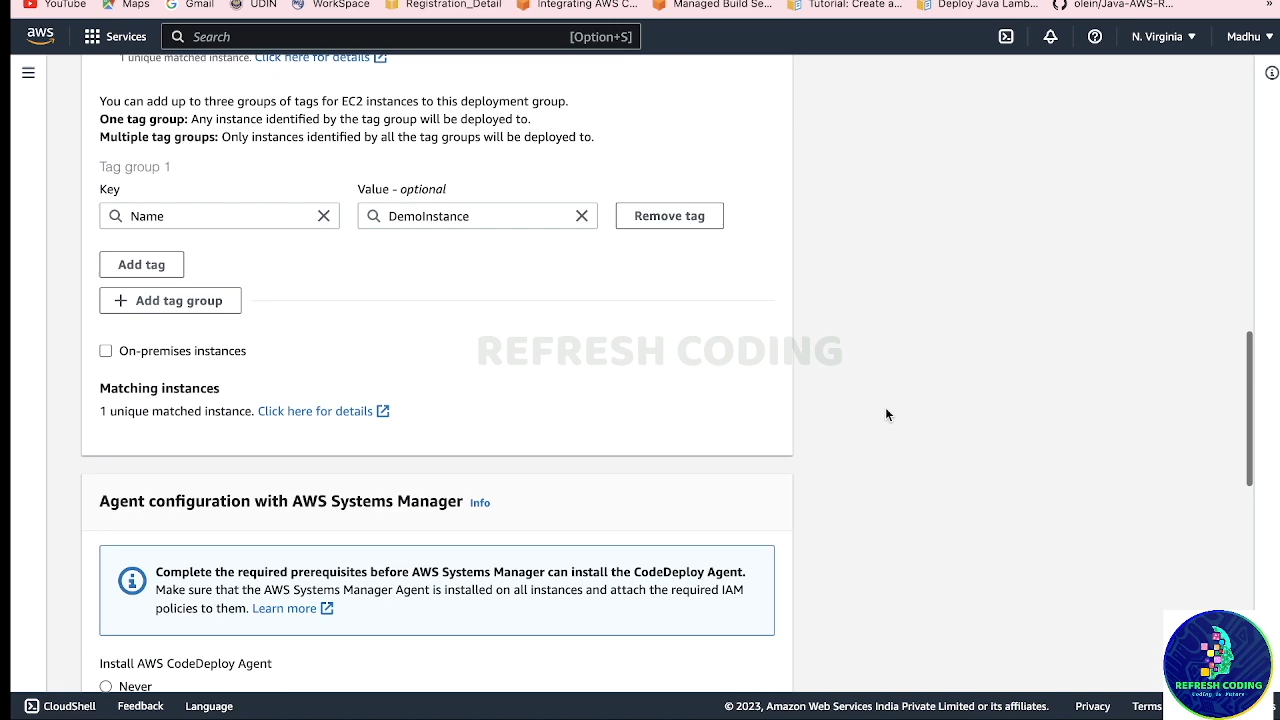 YouTube
Maps
Gmail
UDIN
WorkSpace
Registration_Detail
Integrating AWS C...
Managed Build Se...
Tutorial: Create a...
Deploy Java Lamb...
olein/Java-AWS-R...
aws
Services
Search
[Option+S]
N. Virginia
Madhu
1 unique matched instance. Click here for details
You can add up to three groups of tags for EC2 instances to this deployment group.
One tag group: Any instance identified by the tag group will be deployed to.
Multiple tag groups: Only instances identified by all the tag groups will be deployed to.
Tag group 1
Key
Value - optional
Name
DemoInstance
Remove tag
Add tag
Add tag group
On-premises instances
REFRESH CODING
Matching instances
1 unique matched instance. Click here for details
Agent configuration with AWS Systems Manager Info
Complete the required prerequisites before AWS Systems Manager can install the CodeDeploy Agent.
Make sure that the AWS Systems Manager Agent is installed on all instances and attach the required IAM
policies to them. Learn more
Install AWS CodeDeploy Agent
Never
REFRESH CODING
Coding is Future
CloudShell
Feedback
Language
© 2023, Amazon Web Services India Private Limited or its affiliates.
Privacy
Terms